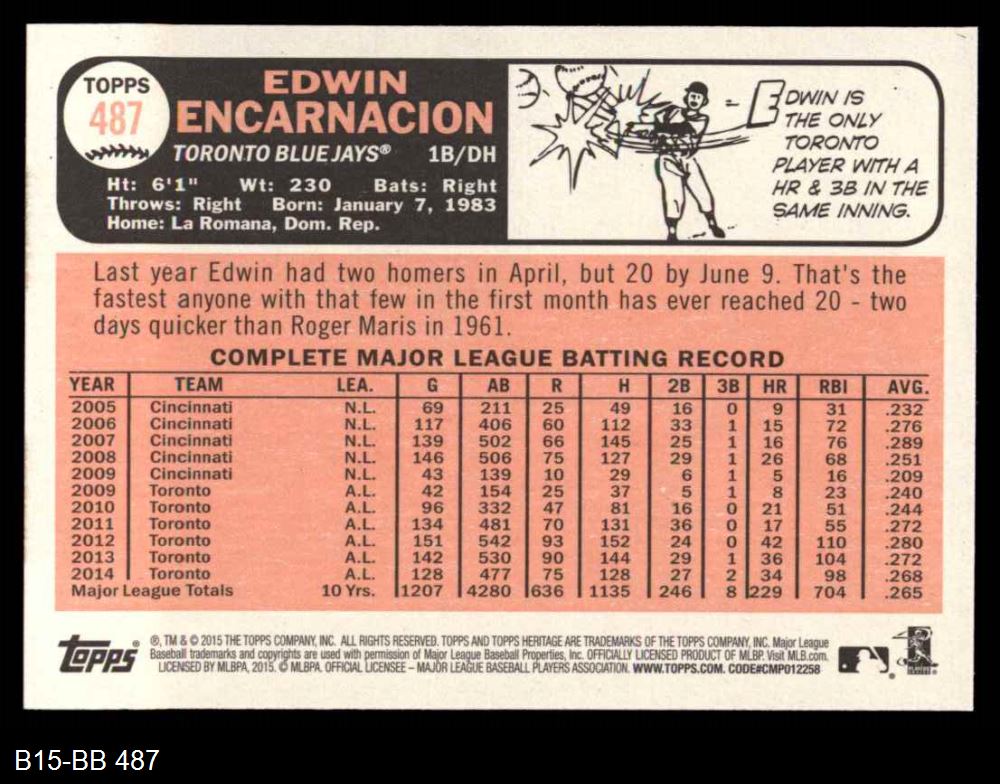 TOPPS
487
EDWIN
ENCARNACION
TORONTO BLUE JAYS® 1B/DH
Ht: 6'1" Wt: 230 Bats: Right
Throws: Right Born: January 7, 1983
Home: La Romana, Dom. Rep.
EDWIN IS
THE ONLY
TORONTO
PLAYER WITH A
HR & 3B IN THE
SAME INNING.
Last year Edwin had two homers in April, but 20 by June 9. That's the
fastest anyone with that few in the first month has ever reached 20 - two
days quicker than Roger Maris in 1961.
COMPLETE MAJOR LEAGUE BATTING RECORD
YEAR TEAM LEA. G AB R H 2B 3B HR RBI AVG.
2005 Cincinnati N.L. 69 211 25 49 16 0 9 31 .232
2006 Cincinnati N.L. 117 406 60 112 33 1 15 72 .276
2007 Cincinnati N.L. 139 502 66 145 25 1 16 76 .289
2008 Cincinnati N.L. 146 506 75 127 29 1 26 68 .251
2009 Cincinnati N.L. 43 139 10 29 6 1 5 16 .209
2009 Toronto A.L. 42 154 25 37 5 1 8 23 .240
2010 Toronto A.L. 96 332 47 81 16 0 21 51 .244
2011 Toronto A.L. 134 481 70 131 36 0 17 55 .272
2012 Toronto A.L. 151 542 93 152 24 0 42 110 .280
2013 Toronto A.L. 142 530 90 144 29 1 36 104 .272
2014 Toronto A.L. 128 477 75 128 27 2 34 98 .268
Major League Totals 10 Yrs. 1207 4280 636 1135 246 8 229 704 .265
topps
®, TM & © 2015 THE TOPPS COMPANY, INC. ALL RIGHTS RESERVED. TOPPS AND TOPPS HERITAGE ARE TRADEMARKS OF THE TOPPS COMPANY, INC. Major League
Baseball trademarks and copyrights are used with permission of Major League Baseball Properties, Inc. OFFICIALLY LICENSED PRODUCT OF MLBP. Visit MLB.com.
LICENSED BY MLBPA, 2015. © MLBPA. OFFICIAL LICENSEE – MAJOR LEAGUE BASEBALL PLAYERS ASSOCIATION. WWW.TOPPS.COM. CODE#CMP012258
B15-BB 487